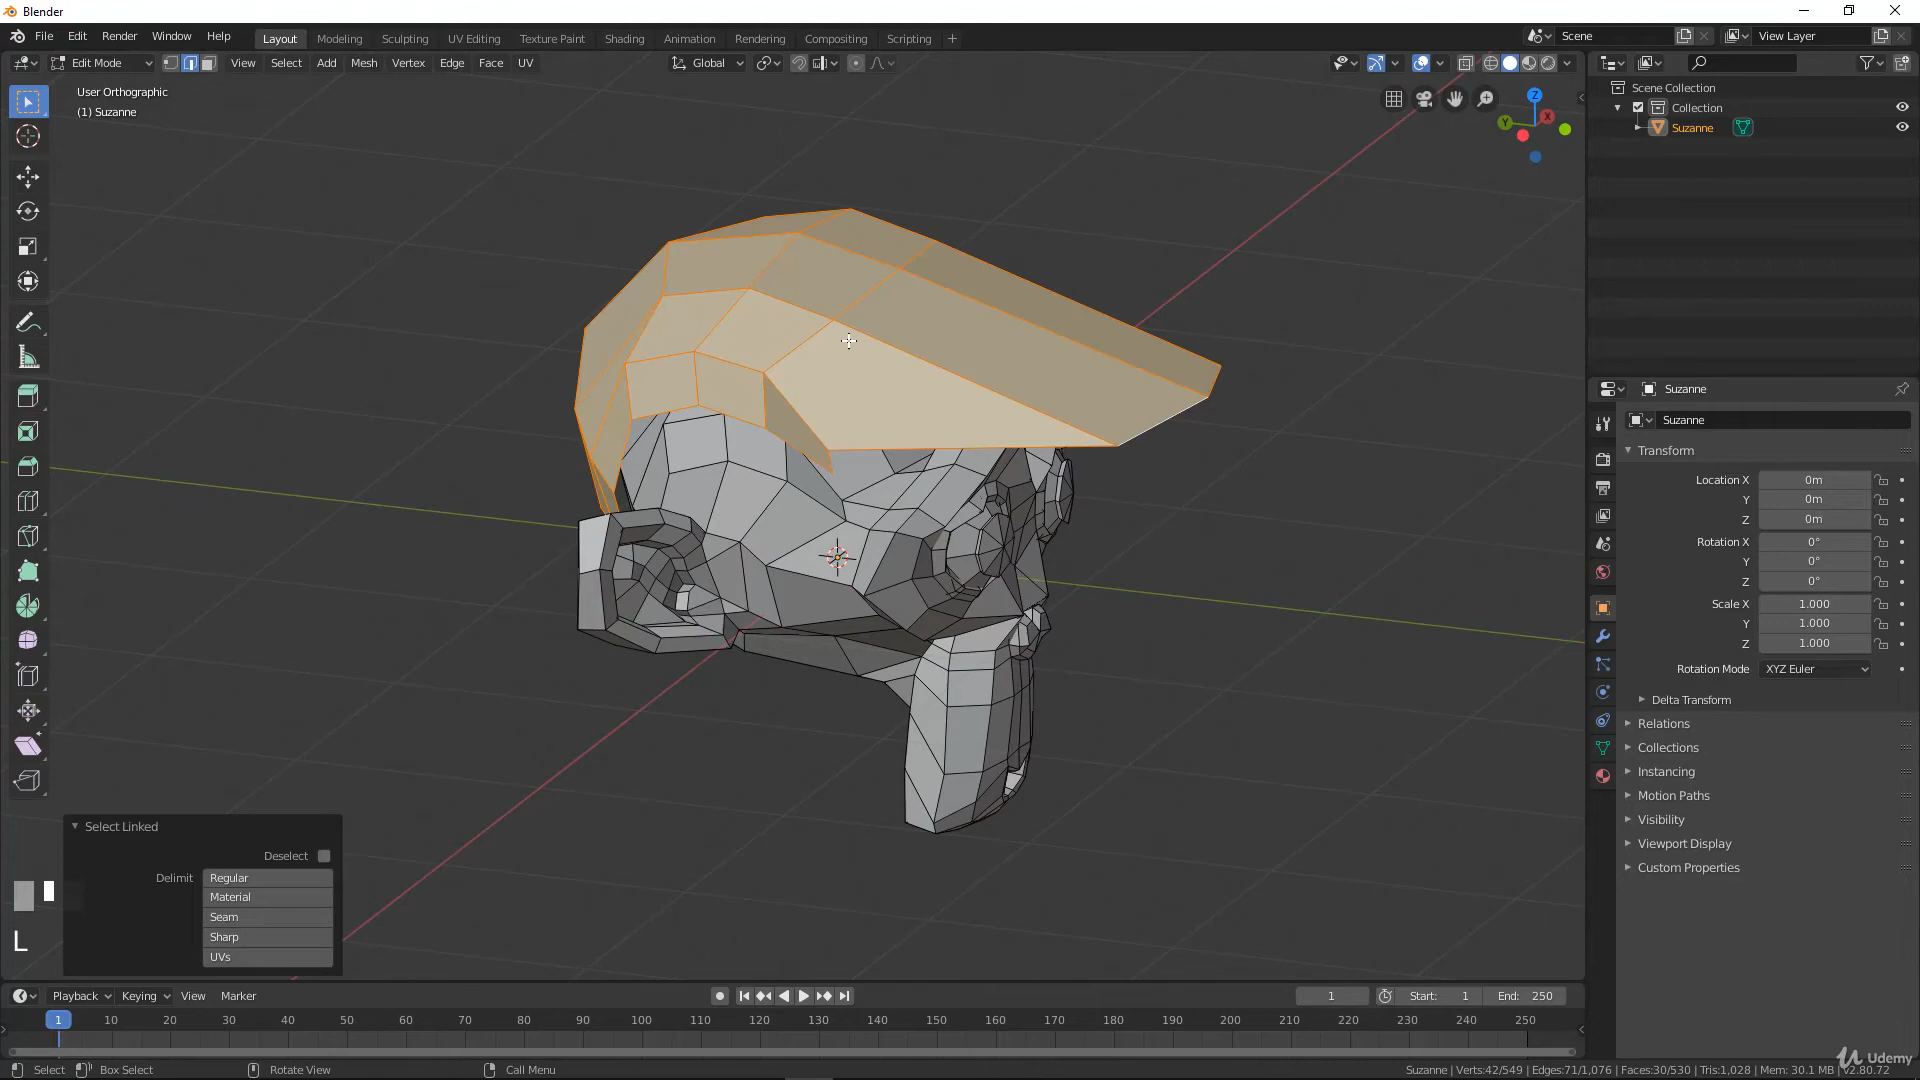 Blender
File Edit Render Window Help
Layout Modeling Sculpting UV Editing Texture Paint Shading Animation Rendering Compositing Scripting
Scene
View Layer
Edit Mode View Select Add Mesh Vertex Edge Face UV
Global
User Orthographic
(1) Suzanne
Z
Y
X
Scene Collection
Collection
Suzanne
Suzanne
Suzanne
Transform
Location X 0m
Y 0m
Z 0m
Rotation X 0°
Y 0°
Z 0°
Scale X 1.000
Y 1.000
Z 1.000
Rotation Mode XYZ Euler
Delta Transform
Relations
Collections
Instancing
Motion Paths
Visibility
Viewport Display
Custom Properties
Select Linked
Deselect
Delimit Regular
Material
Seam
Sharp
UVs
L
Playback Keying View Marker
1 Start: 1 End: 250
1 10 20 30 40 50 60 70 80 90 100 110 120 130 140 150 160 170 180 190 200 210 220 230 240 250
Select Box Select Rotate View Call Menu
Suzanne | Verts:42/549 | Edges:71/1,076 | Faces:30/530 | Tris:1,028 | Mem: 30.1 MB | v2.80.72
Udemy